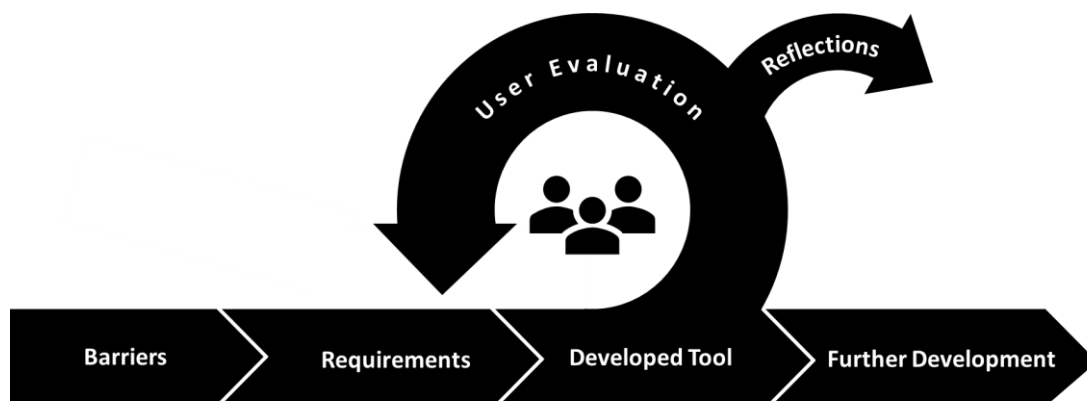 User Evaluation
Reflections
Barriers
Requirements
Developed Tool
Further Development